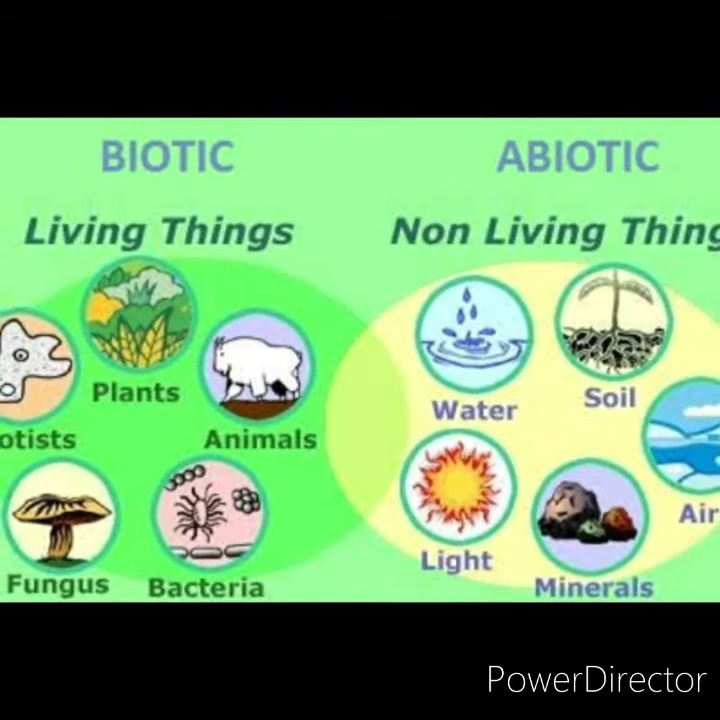 BIOTIC
ABIOTIC
Living Things
Non Living Thing
Plants
otists
Animals
Fungus
Bacteria
Water
Soil
Air
Light
Minerals
PowerDirector